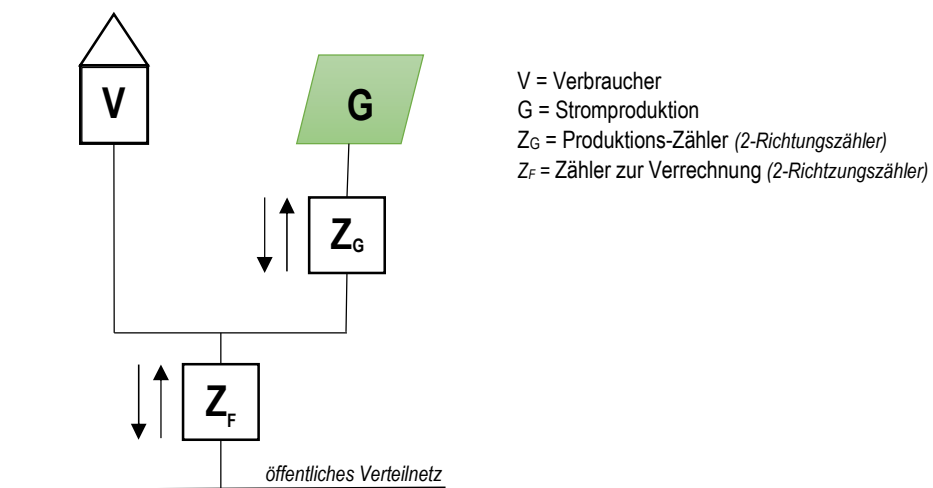 V
G
V = Verbraucher
G = Stromproduktion
ZG = Produktions-Zähler (2-Richtungszähler)
ZF = Zähler zur Verrechnung (2-Richtzungszähler)
ZG
ZF
öffentliches Verteilnetz